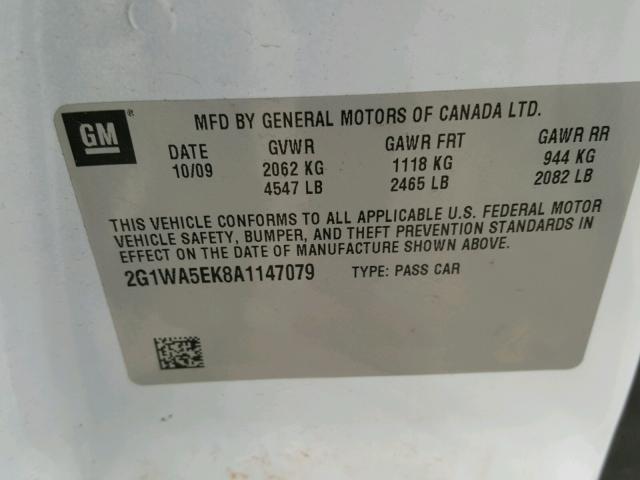 GM ®
MFD BY GENERAL MOTORS OF CANADA LTD.
DATE GVWR GAWR FRT GAWR RR
10/09 2062 KG 1118 KG 944 KG
4547 LB 2465 LB 2082 LB
THIS VEHICLE CONFORMS TO ALL APPLICABLE U.S. FEDERAL MOTOR
VEHICLE SAFETY, BUMPER, AND THEFT PREVENTION STANDARDS IN
EFFECT ON THE DATE OF MANUFACTURE SHOWN ABOVE.
2G1WA5EK8A1147079 TYPE: PASS CAR